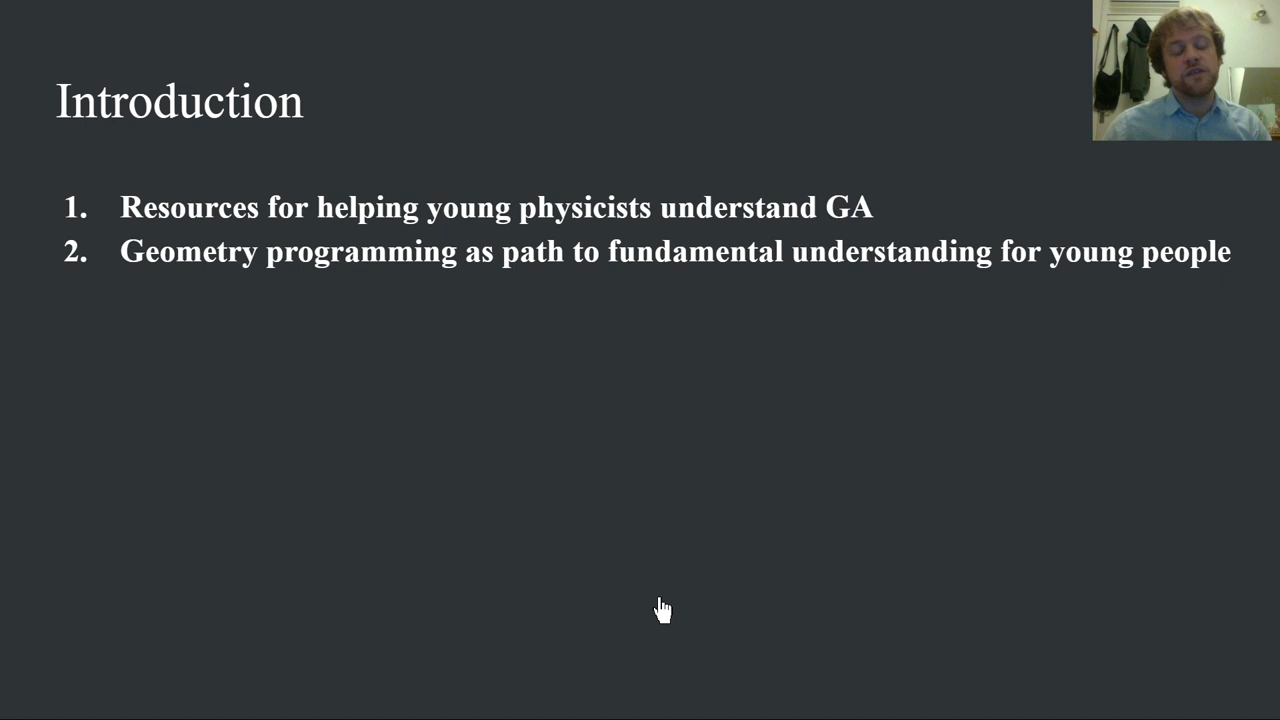 Introduction
1. Resources for helping young physicists understand GA
2. Geometry programming as path to fundamental understanding for young people